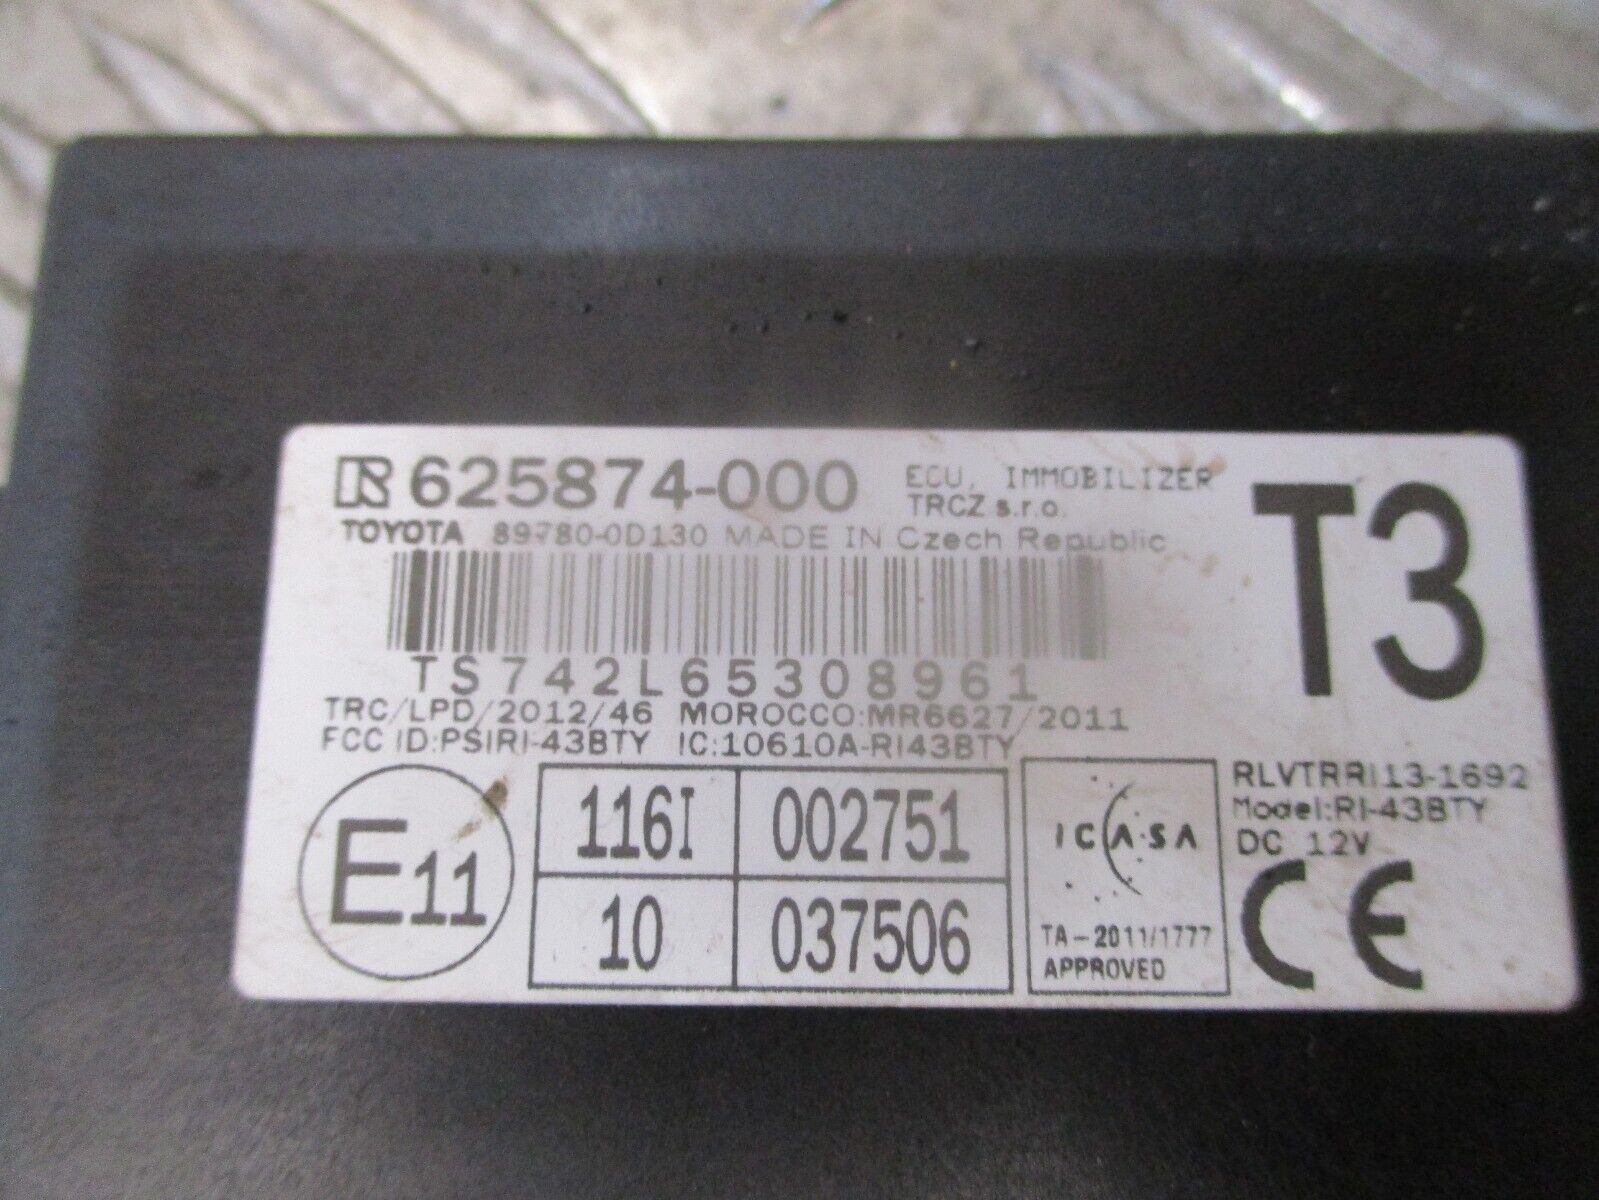 R 625874-000 ECU, IMMOBILIZER
TRCZ s.r.o.
T3
TOYOTA 89780-0D130 MADE IN Czech Republic
TS742L65308961
TRC/LPD/2012/46 MOROCCO:MR6627/2011
FCC ID:PSIRI-43BTY IC:10610A-RI43BTY
E11
116I 002751
10 037506
ICASA
TA-2011/1777
APPROVED
RLVTRRI13-1692
Model:RI-43BTY
DC 12V
CE